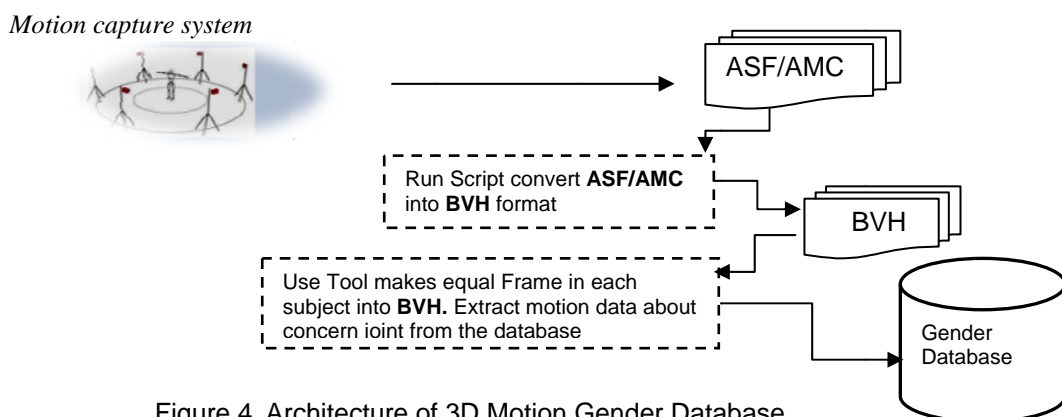 Motion capture system
ASF/AMC
Run Script convert ASF/AMC
into BVH format
BVH
Use Tool makes equal Frame in each
subject into BVH. Extract motion data about
concern joint from the database
Gender
Database
Figure 4. Architecture of 3D Motion Gender Database